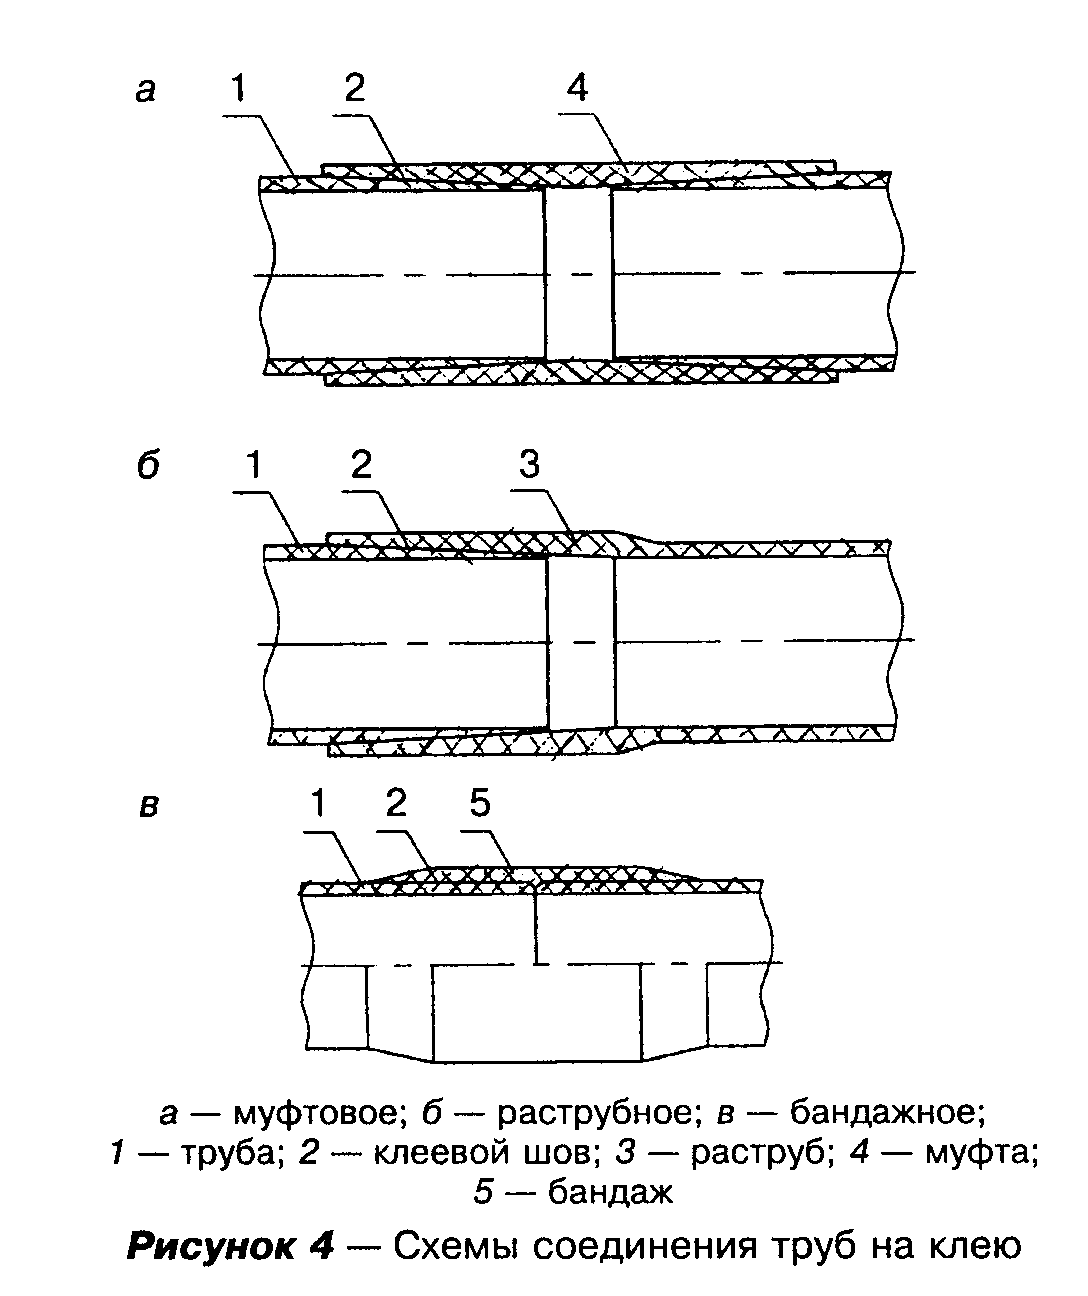 а 1 2 4
б 1 2 3
в 1 2 5
а — муфтовое; б — раструбное; в — бандажное;
1 — труба; 2 — клеевой шов; 3 — раструб; 4 — муфта;
5 — бандаж
Рисунок 4 — Схемы соединения труб на клею